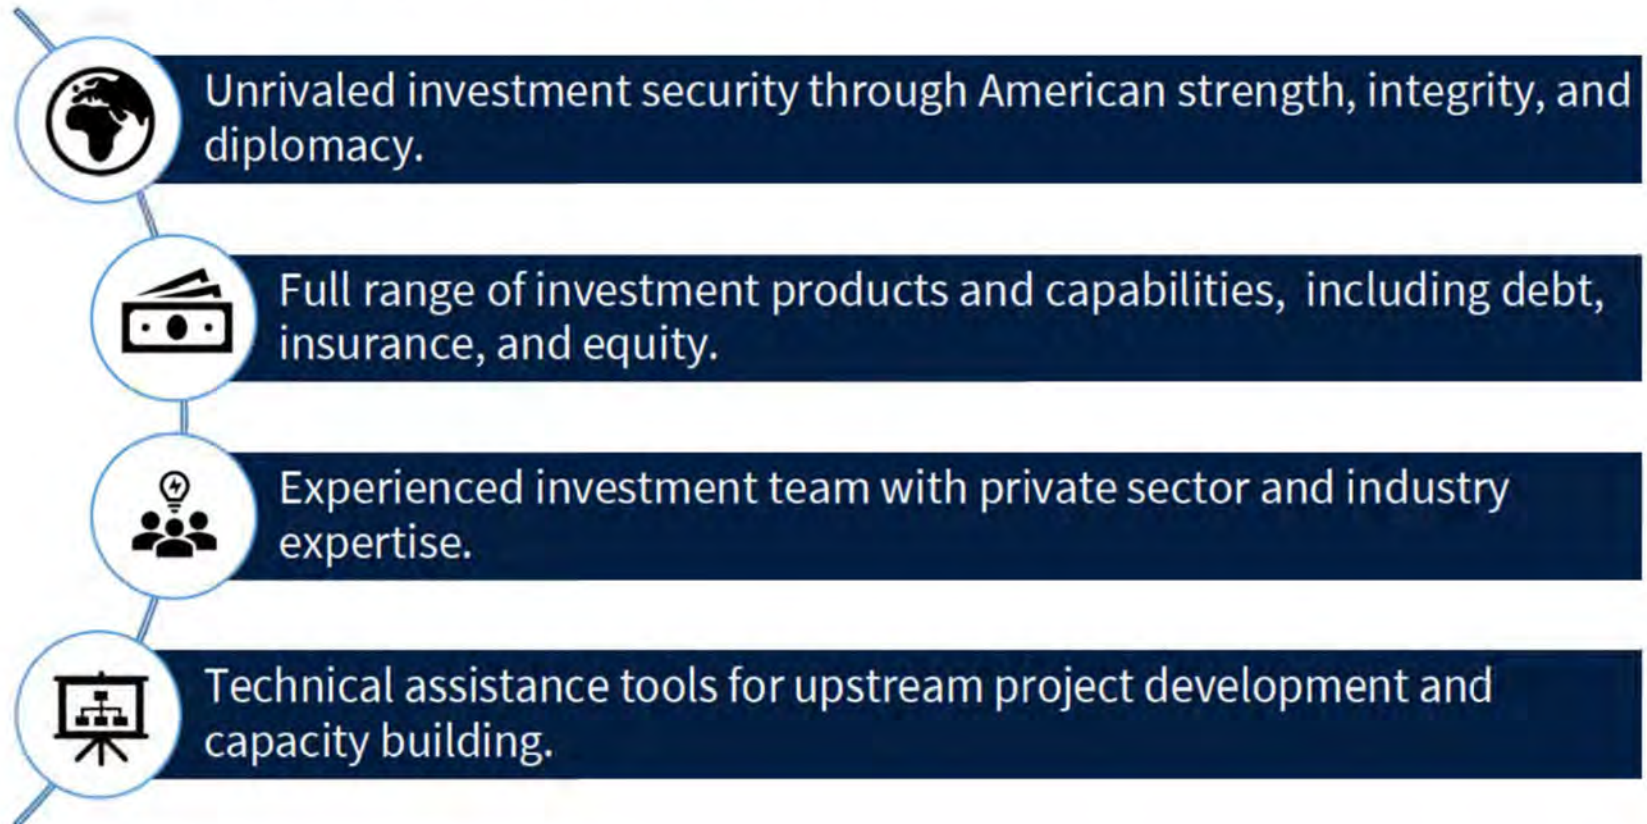 Unrivaled investment security through American strength, integrity, and
diplomacy.
Full range of investment products and capabilities,  including debt,
insurance, and equity.
Experienced investment team with private sector and industry
expertise.
Technical assistance tools for upstream project development and
capacity building.